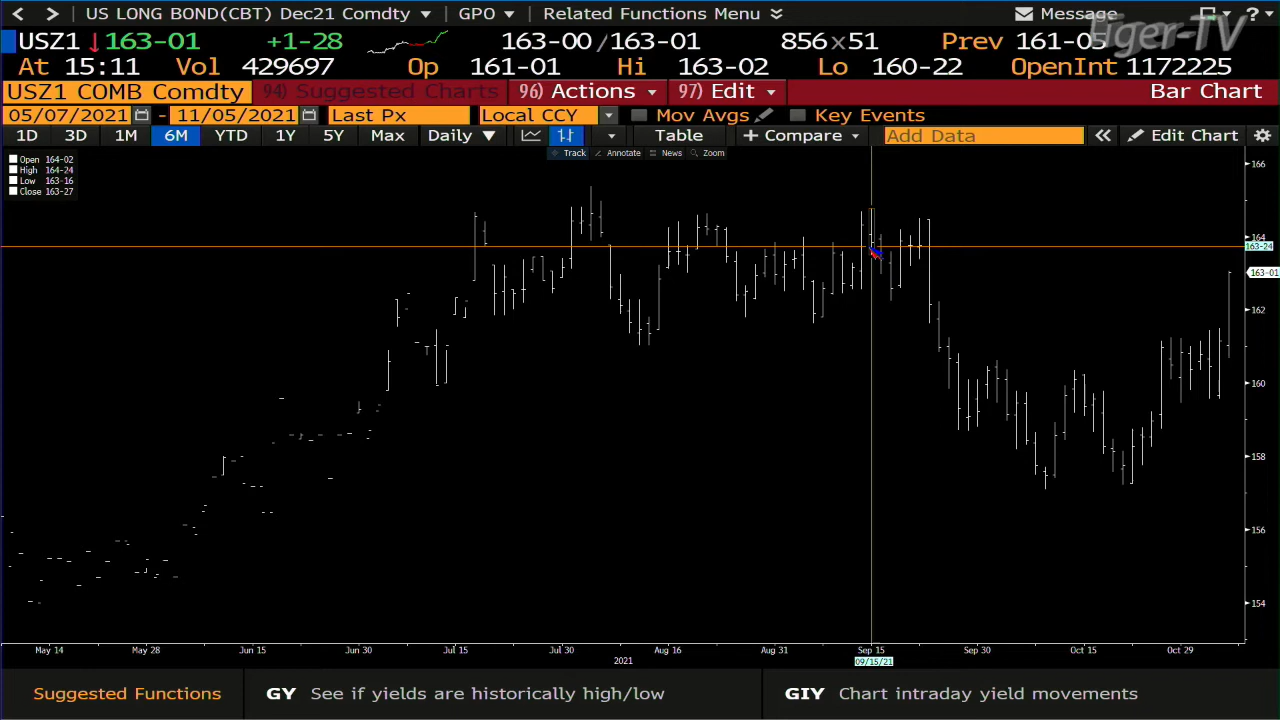 US LONG BOND(CBT) Dec21 Comdty GPO Related Functions Menu Message ?
Tiger-TV
USZ1 163-01 +1-28 163-00/163-01 856x51 Prev 161-05
At 15:11 Vol 429697 Op 161-01 Hi 163-02 Lo 160-22 OpenInt 1172225
USZ1 COMB Comdty 94) Suggested Charts 96) Actions 97) Edit Bar Chart
05/07/2021 - 11/05/2021 Last Px Local CCY Mov Avgs Key Events
1D 3D 1M 6M YTD 1Y 5Y Max Daily Table + Compare Add Data Edit Chart
Track Annotate News Zoom
Open 164-02
High 164-24
Low 163-16
Close 163-27
166
164
163-24
163-01
162
160
158
156
154
May 14 May 28 Jun 15 Jun 30 Jul 15 Jul 30 Aug 16 Aug 31 Sep 15 Sep 30 Oct 15 Oct 29
2021 09/15/21
Suggested Functions GY See if yields are historically high/low GIY Chart intraday yield movements